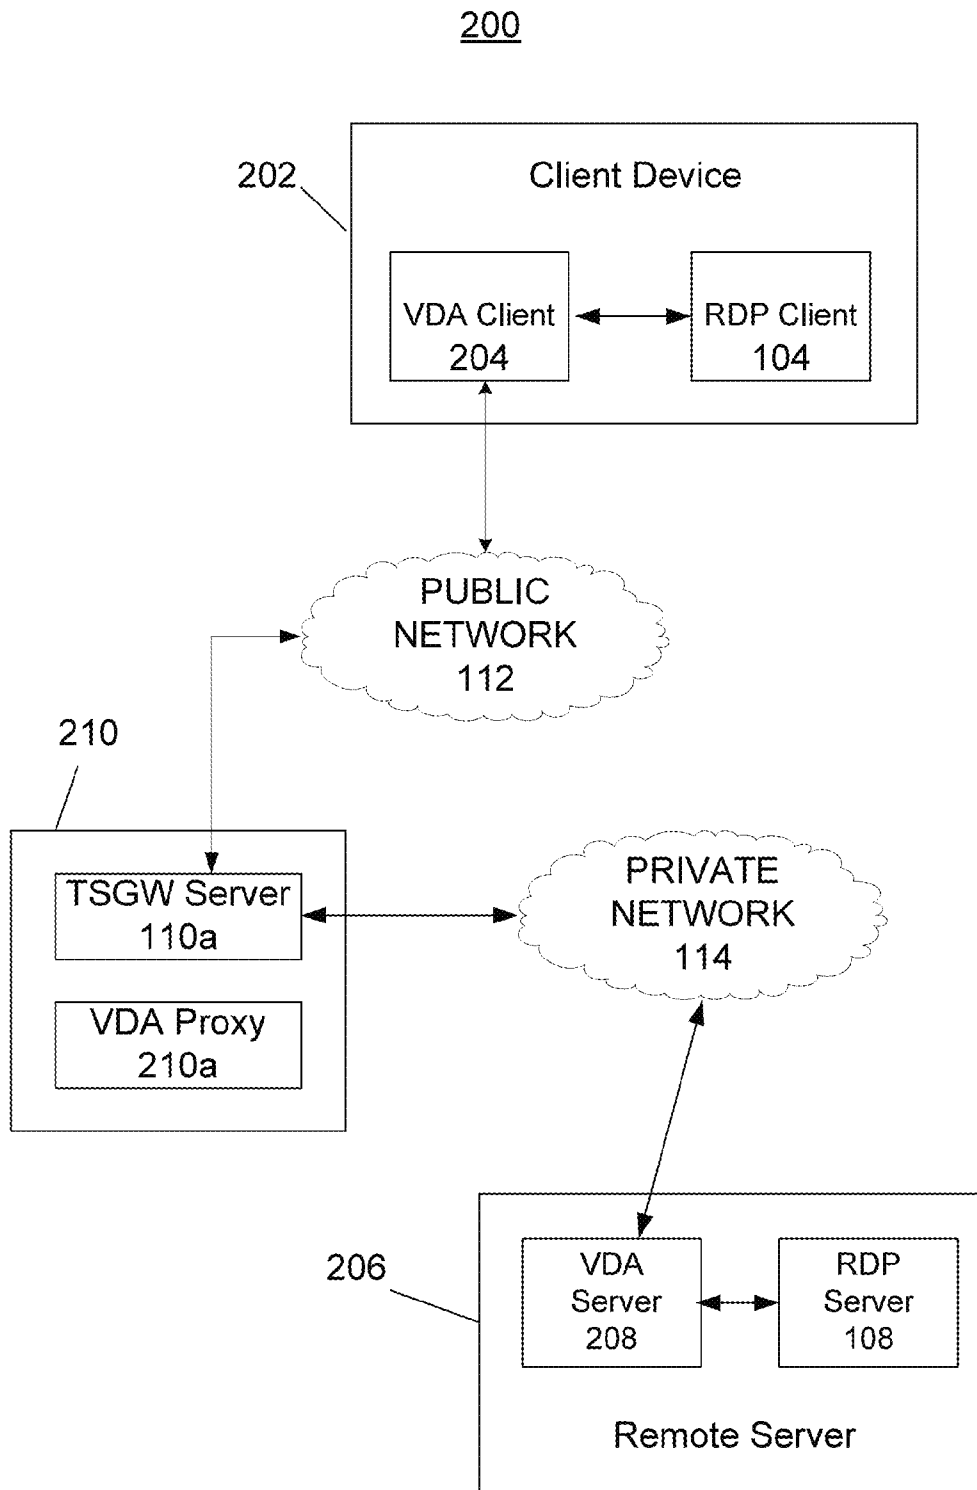 200
202
Client Device
VDA Client
204
RDP Client
104
PUBLIC
NETWORK
112
210
TSGW Server
110a
VDA Proxy
210a
PRIVATE
NETWORK
114
206
VDA
Server
208
RDP
Server
108
Remote Server